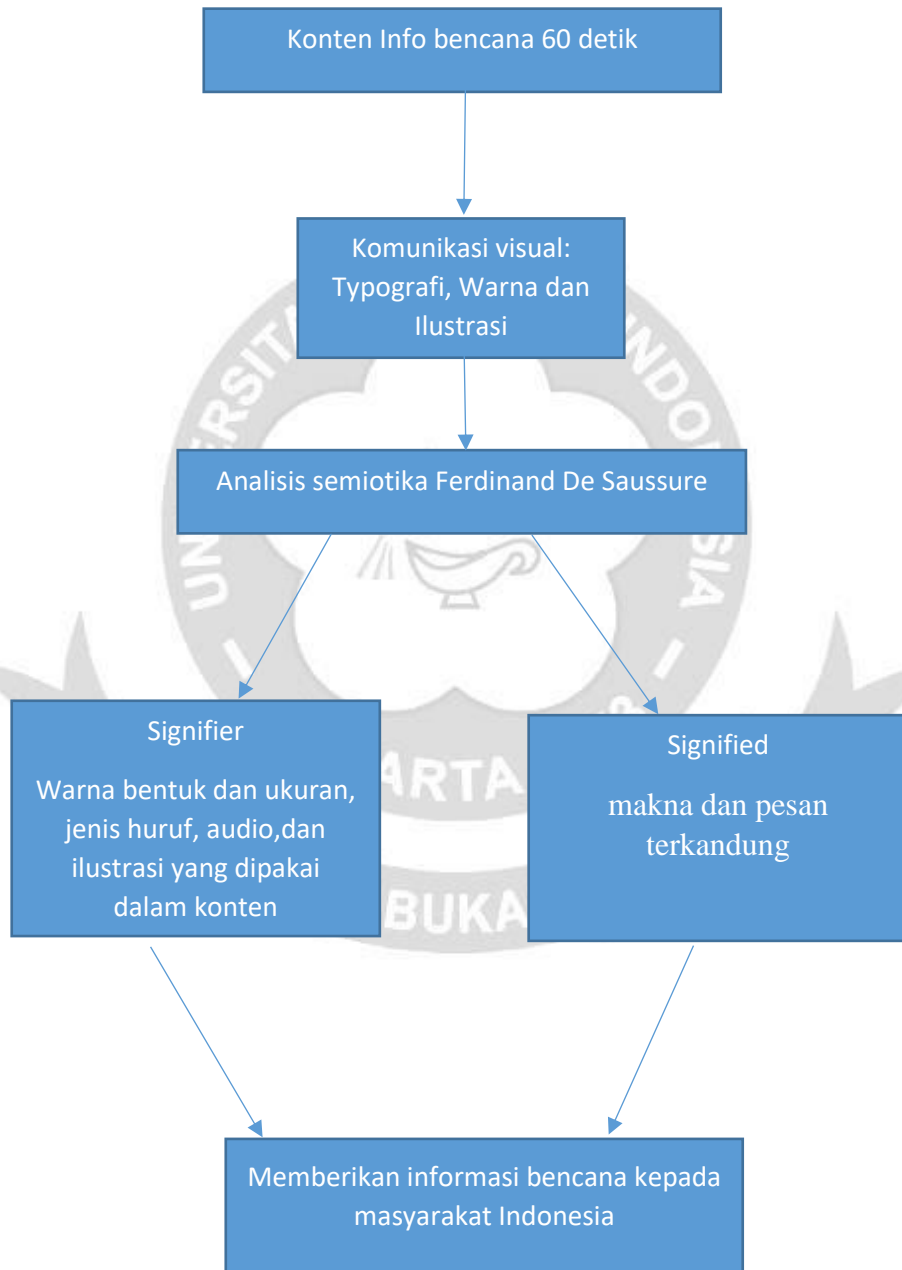 Konten Info bencana 60 detik
Komunikasi visual:
Typografi, Warna dan
Ilustrasi
Analisis semiotika Ferdinand De Saussure
Signifier
Warna bentuk dan ukuran,
jenis huruf, audio,dan
ilustrasi yang dipakai
dalam konten
Signified
makna dan pesan
terkandung
Memberikan informasi bencana kepada
masyarakat Indonesia